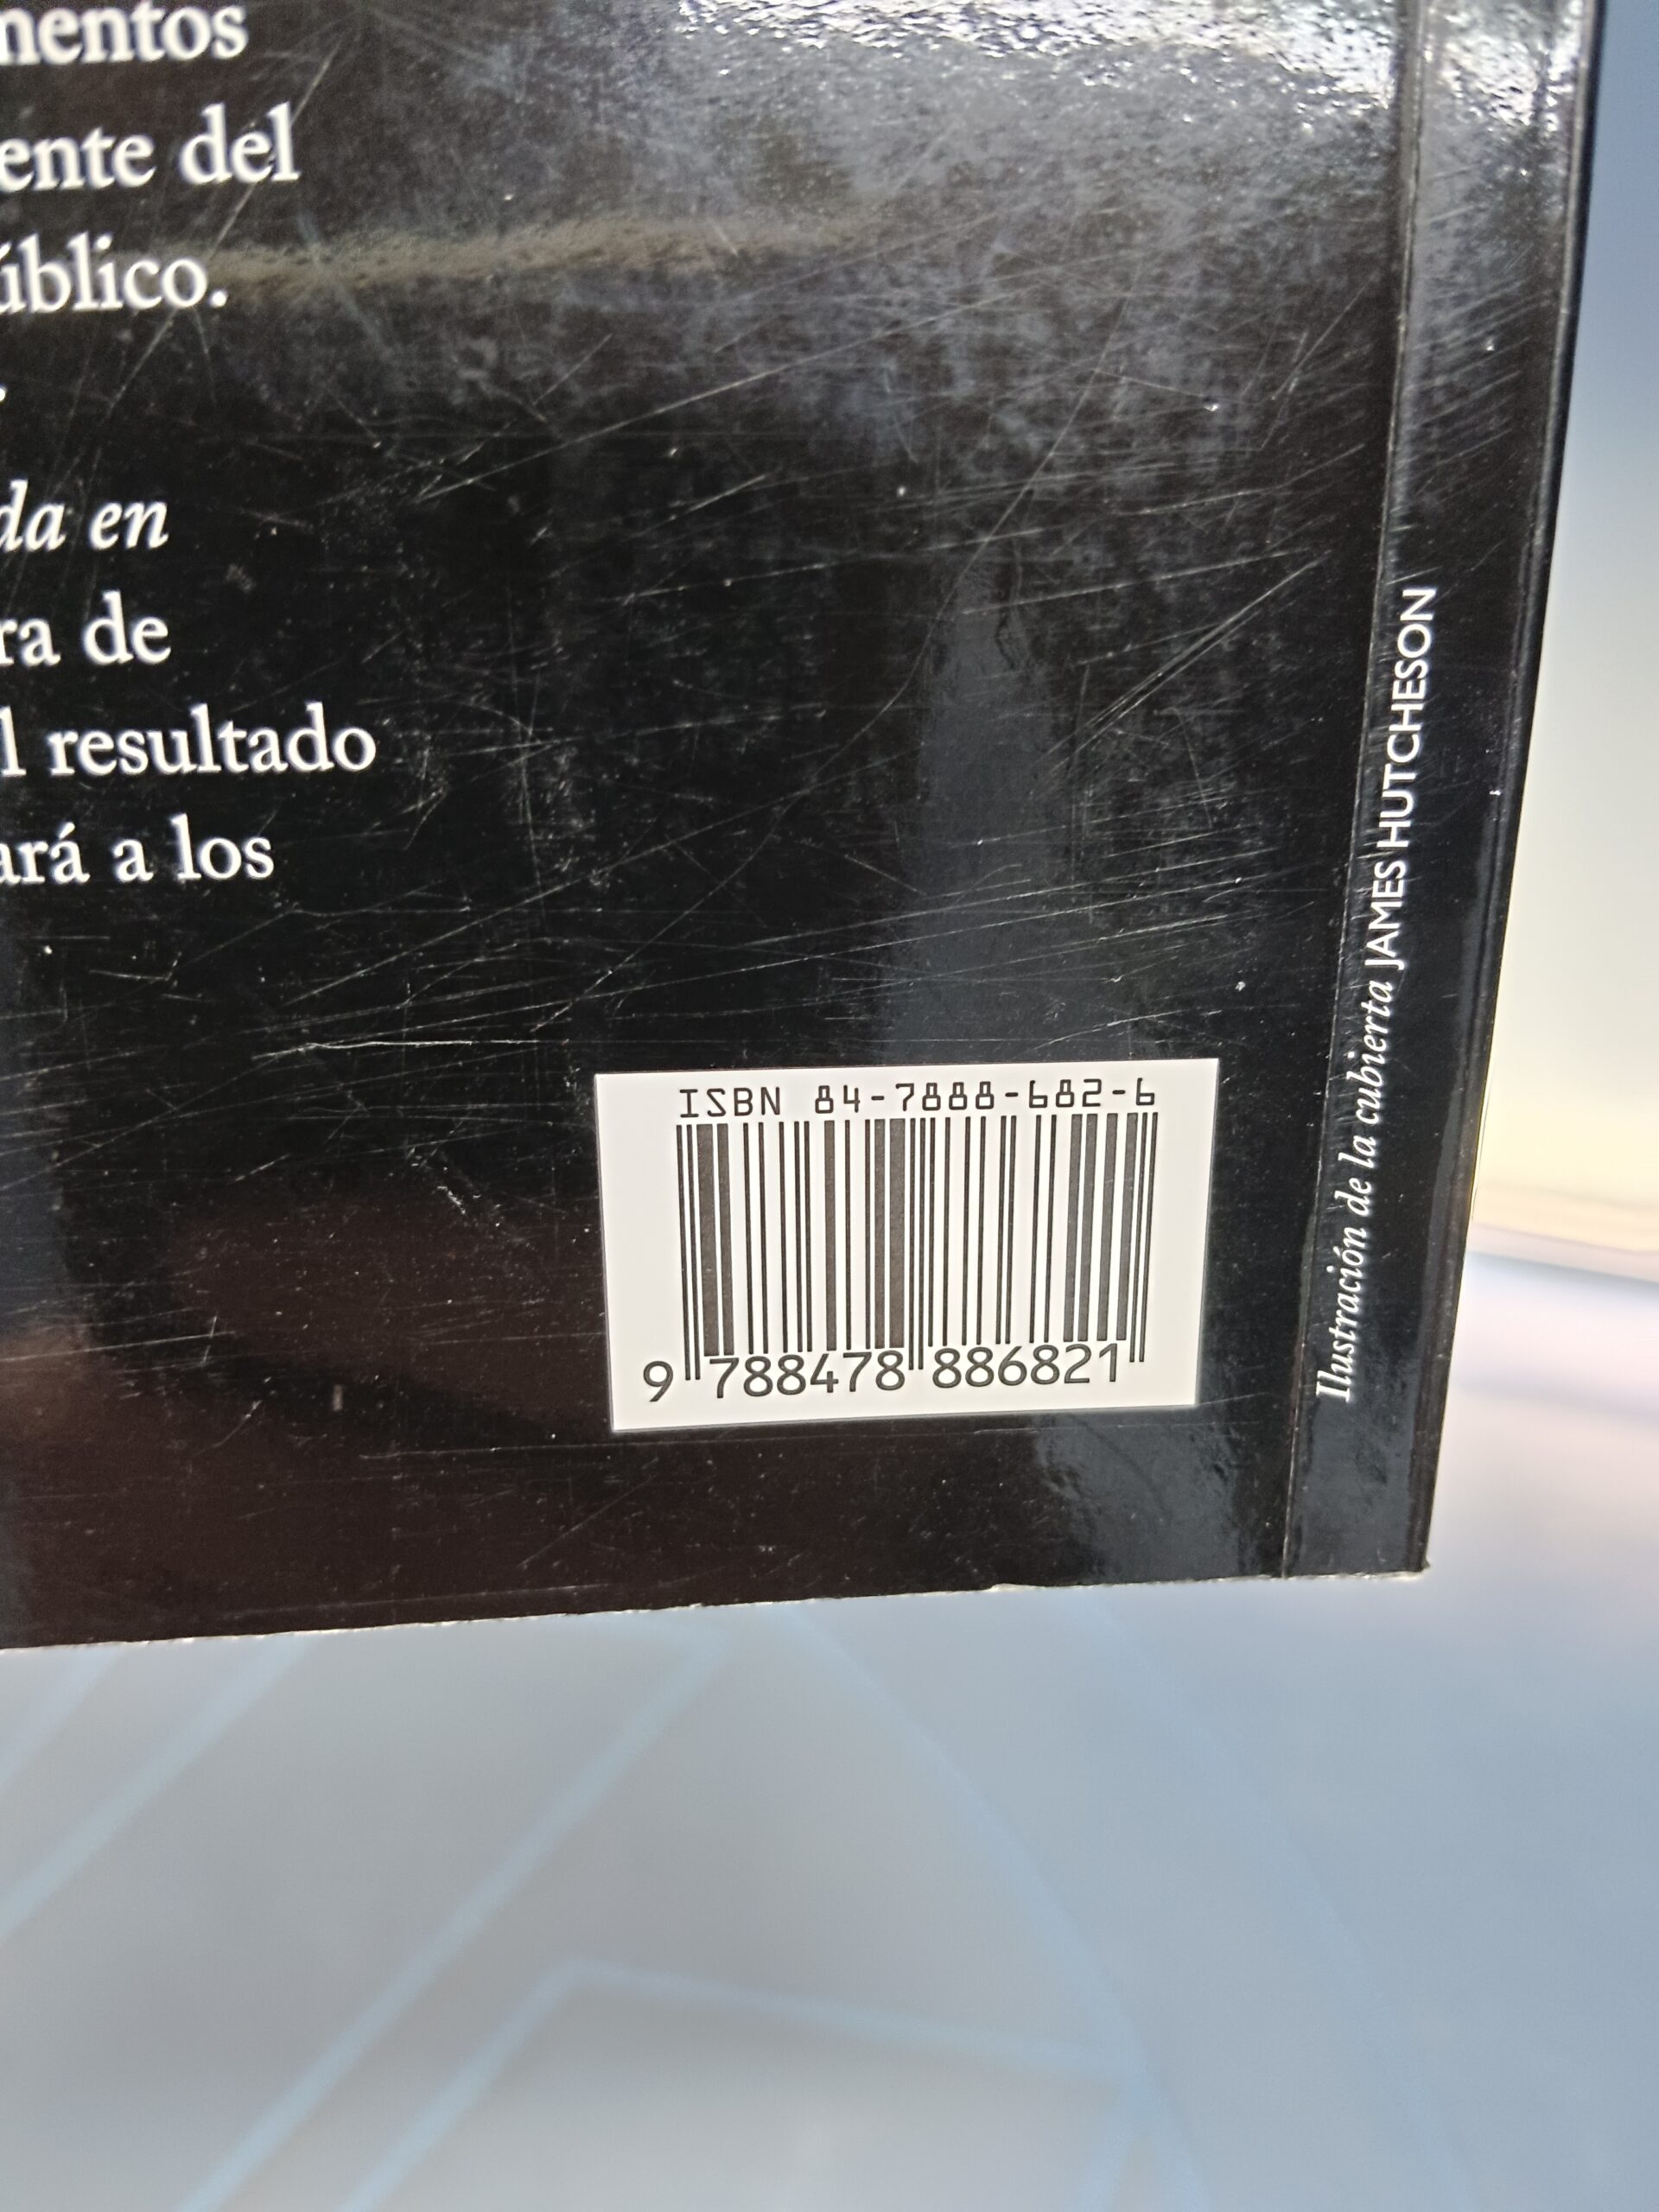 mentos
ente del
úblico.
da en
ra de
l resultado
ará a los
ISBN 84-7888-682-6
9 788478 886821
Ilustración de la cubierta JAMES HUTCHESON